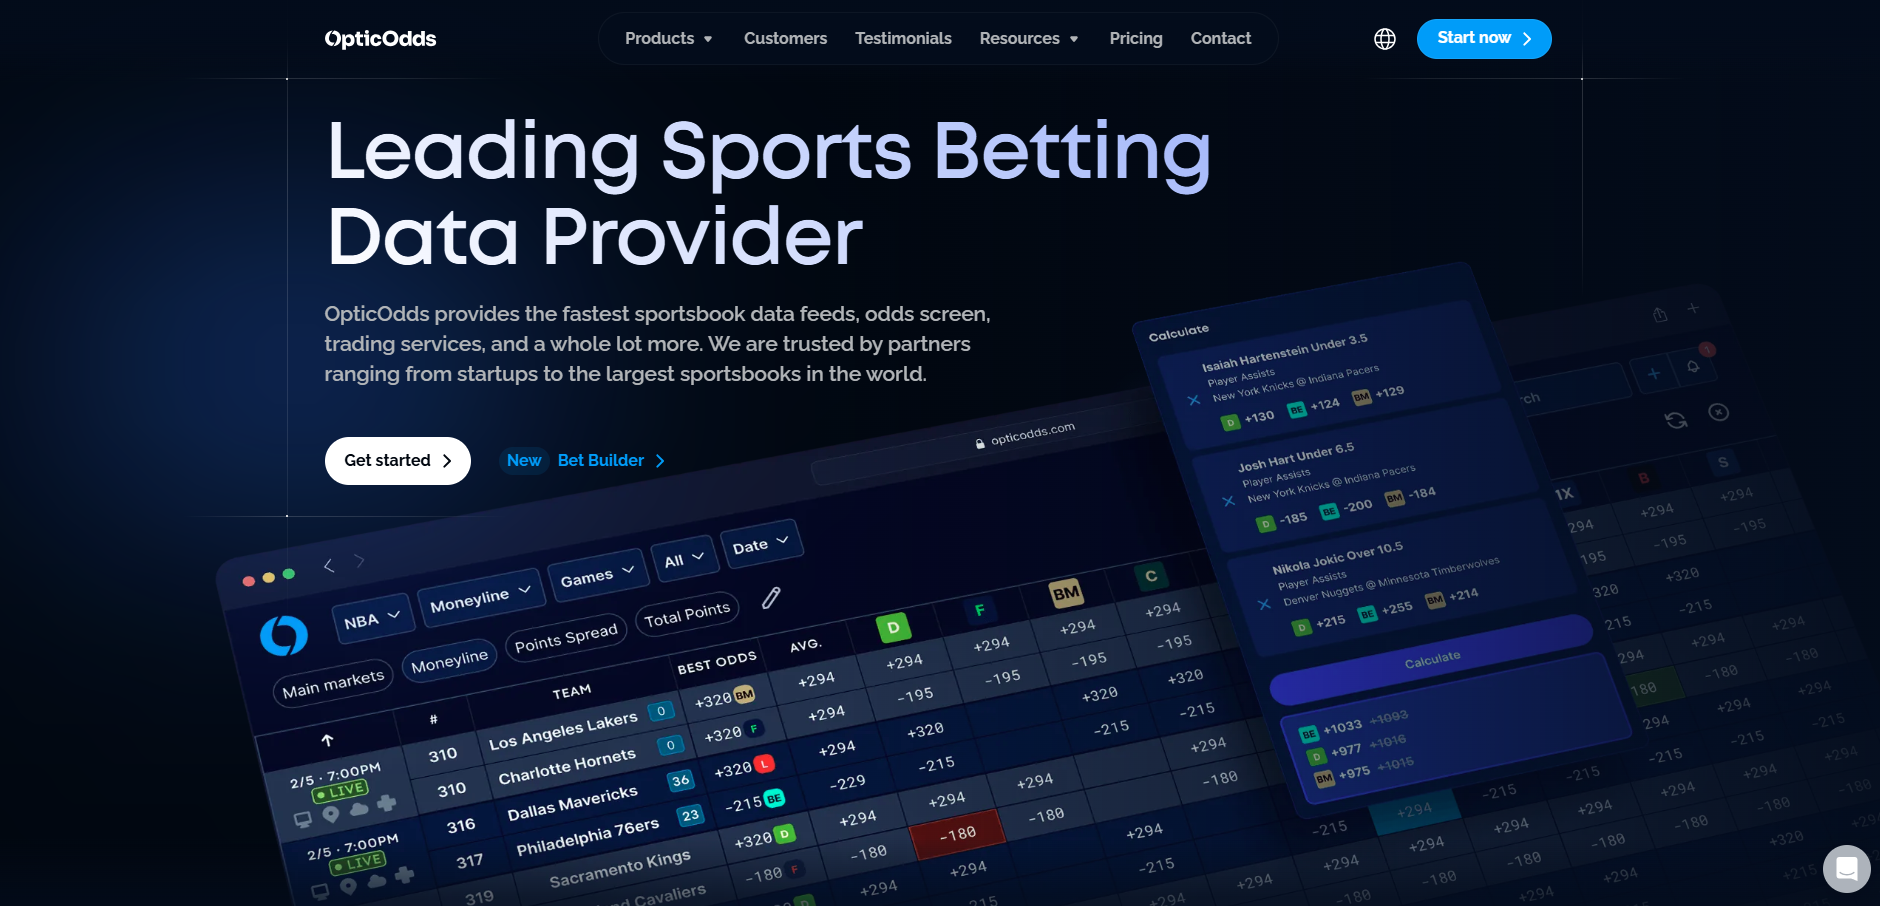 OpticOdds
Products
Customers
Testimonials
Resources
Pricing
Contact
Start now
Leading Sports Betting
Data Provider
OpticOdds provides the fastest sportsbook data feeds, odds screen,
trading services, and a whole lot more. We are trusted by partners
ranging from startups to the largest sportsbooks in the world.
Get started
New Bet Builder
opticodds.com
NBA
Moneyline
Games
All
Date
Main markets
Moneyline
Points Spread
Total Points
# TEAM BEST ODDS AVG. D F BM C
2/5 · 7:00PM
LIVE
310 Los Angeles Lakers 0 +320 BM +294 +294 +294 +294 +294
310 Charlotte Hornets 0 +320 F +294 -195 -195 -195 -195
2/5 · 7:00PM
LIVE
316 Dallas Mavericks 36 +320 L +294 +320 +320 +320
317 Philadelphia 76ers 23 -215 BE -229 -215 -215 -215
319 Sacramento Kings +320 D +294 +294 +294 +294
Cavaliers -180 F -180 -180 -180 -180
Calculate
Isaiah Hartenstein Under 3.5
Player Assists
New York Knicks @ Indiana Pacers
D +130 BE +124 BM +129
Josh Hart Under 6.5
Player Assists
New York Knicks @ Indiana Pacers
D -185 BE -200 BM -184
Nikola Jokic Over 10.5
Player Assists
Denver Nuggets @ Minnesota Timberwolves
D +215 BE +255 BM +214
Calculate
BE +1033 +1093
D +977 +1016
BM +975 +1015
1X B S